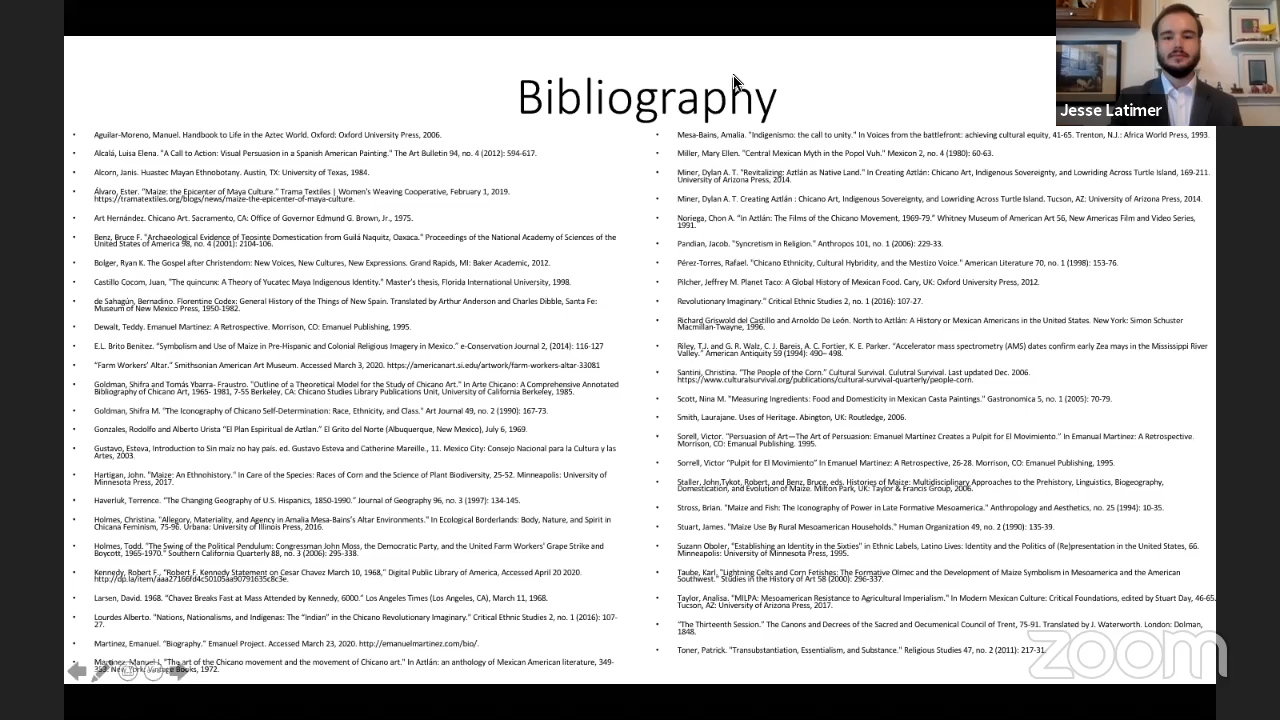 Bibliography
Jesse Latimer
• Aguilar-Moreno, Manuel. Handbook to Life in the Aztec World. Oxford: Oxford University Press, 2006.
• Alcalá, Luisa Elena. "A Call to Action: Visual Persuasion in a Spanish American Painting." The Art Bulletin 94, no. 4 (2012): 594-617.
• Alcorn, Janis. Huastec Mayan Ethnobotany. Austin, TX: University of Texas, 1984.
• Álvaro, Ester. "Maize: the Epicenter of Maya Culture." Trama Textiles | Women's Weaving Cooperative, February 1, 2019.
https://tramatextiles.org/blogs/news/maize-the-epicenter-of-maya-culture.
• Art Hernández. Chicano Art. Sacramento, CA: Office of Governor Edmund G. Brown, Jr., 1975.
• Benz, Bruce F. "Archaeological Evidence of Teosinte Domestication from Guilá Naquitz, Oaxaca." Proceedings of the National Academy of Sciences of the
United States of America 98, no. 4 (2001): 2104-106.
• Bolger, Ryan K. The Gospel after Christendom: New Voices, New Cultures, New Expressions. Grand Rapids, MI: Baker Academic, 2012.
• Castillo Cocom, Juan, "The quincunx: A Theory of Yucatec Maya Indigenous Identity." Master's thesis, Florida International University, 1998.
• de Sahagún, Bernadino. Florentine Codex: General History of the Things of New Spain. Translated by Arthur Anderson and Charles Dibble, Santa Fe:
Museum of New Mexico Press, 1950-1982.
• Dewalt, Teddy. Emanuel Martinez: A Retrospective. Morrison, CO: Emanuel Publishing, 1995.
• E.L. Brito Benitez. "Symbolism and Use of Maize in Pre-Hispanic and Colonial Religious Imagery in Mexico." e-Conservation Journal 2, (2014): 116-127
• "Farm Workers' Altar." Smithsonian American Art Museum. Accessed March 3, 2020. https://americanart.si.edu/artwork/farm-workers-altar-33081
• Goldman, Shifra and Tomás Ybarra- Fraustro. "Outline of a Theoretical Model for the Study of Chicano Art." In Arte Chicano: A Comprehensive Annotated
Bibliography of Chicano Art, 1965- 1981, 7-55 Berkeley, CA: Chicano Studies Library Publications Unit, University of California Berkeley, 1985.
• Goldman, Shifra M. "The Iconography of Chicano Self-Determination: Race, Ethnicity, and Class." Art Journal 49, no. 2 (1990): 167-73.
• Gonzales, Rodolfo and Alberto Urista "El Plan Espiritual de Aztlan." El Grito del Norte (Albuquerque, New Mexico), July 6, 1969.
• Gustavo, Esteva, Introduction to Sin maiz no hay pais. ed. Gustavo Esteva and Catherine Mareille., 11. Mexico City: Consejo Nacional para la Cultura y las
Artes, 2003.
• Hartigan, John. "Maize: An Ethnohistory." In Care of the Species: Races of Corn and the Science of Plant Biodiversity, 25-52. Minneapolis: University of
Minnesota Press, 2017.
• Haverluk, Terrence. "The Changing Geography of U.S. Hispanics, 1850-1990." Journal of Geography 96, no. 3 (1997): 134-145.
• Holmes, Christina. "Allegory, Materiality, and Agency in Amalia Mesa-Bains's Altar Environments." In Ecological Borderlands: Body, Nature, and Spirit in
Chicana Feminism, 75-96. Urbana: University of Illinois Press, 2016.
• Holmes, Todd. "The Swing of the Political Pendulum: Congressman John Moss, the Democratic Party, and the United Farm Workers' Grape Strike and
Boycott, 1965-1970." Southern California Quarterly 88, no. 3 (2006): 295-338.
• Kennedy, Robert F., "Robert F. Kennedy Statement on Cesar Chavez March 10, 1968," Digital Public Library of America, Accessed April 20 2020.
http://dp.la/item/aaa27166fd4c50105aa90791635c8c3e.
• Larsen, David. 1968. "Chavez Breaks Fast at Mass Attended by Kennedy, 6000." Los Angeles Times (Los Angeles, CA), March 11, 1968.
• Lourdes Alberto. "Nations, Nationalisms, and Indígenas: The "Indian" in the Chicano Revolutionary Imaginary." Critical Ethnic Studies 2, no. 1 (2016): 107-
27.
• Martinez, Emanuel. "Biography." Emanuel Project. Accessed March 23, 2020. http://emanuelmartinez.com/bio/.
• Martinez, Manuel J. "The art of the Chicano movement and the movement of Chicano art." In Aztlán: an anthology of Mexican American literature, 349-
353. New York: Vintage Books, 1972.
• Mesa-Bains, Amalia. "Indigenismo: the call to unity." In Voices from the battlefront: achieving cultural equity, 41-65. Trenton, N.J.: Africa World Press, 1993.
• Miller, Mary Ellen. "Central Mexican Myth in the Popol Vuh." Mexicon 2, no. 4 (1980): 60-63.
• Miner, Dylan A. T. "Revitalizing: Aztlán as Native Land." In Creating Aztlán: Chicano Art, Indigenous Sovereignty, and Lowriding Across Turtle Island, 169-211.
University of Arizona Press, 2014.
• Miner, Dylan A. T. Creating Aztlán : Chicano Art, Indigenous Sovereignty, and Lowriding Across Turtle Island. Tucson, AZ: University of Arizona Press, 2014.
• Noriega, Chon A. "In Aztlán: The Films of the Chicano Movement, 1969-79." Whitney Museum of American Art 56, New Americas Film and Video Series,
1991.
• Pandian, Jacob. "Syncretism in Religion." Anthropos 101, no. 1 (2006): 229-33.
• Pérez-Torres, Rafael. "Chicano Ethnicity, Cultural Hybridity, and the Mestizo Voice." American Literature 70, no. 1 (1998): 153-76.
• Pilcher, Jeffrey M. Planet Taco: A Global History of Mexican Food. Cary, UK: Oxford University Press, 2012.
• Revolutionary Imaginary." Critical Ethnic Studies 2, no. 1 (2016): 107-27.
• Richard Griswold del Castillo and Arnoldo De León. North to Aztlán: A History or Mexican Americans in the United States. New York: Simon Schuster
Macmillan-Twayne, 1996.
• Riley, T.J. and G. R. Walz, C. J. Bareis, A. C. Fortier, K. E. Parker. "Accelerator mass spectrometry (AMS) dates confirm early Zea mays in the Mississippi River
Valley." American Antiquity 59 (1994): 490– 498.
• Santini, Christina. "The People of the Corn." Cultural Survival. Culutral Survival. Last updated Dec. 2006.
https://www.culturalsurvival.org/publications/cultural-survival-quarterly/people-corn.
• Scott, Nina M. "Measuring Ingredients: Food and Domesticity in Mexican Casta Paintings." Gastronomica 5, no. 1 (2005): 70-79.
• Smith, Laurajane. Uses of Heritage. Abington, UK: Routledge, 2006.
• Sorell, Victor. "Persuasion of Art—The Art of Persuasion: Emanuel Martínez Creates a Pulpit for El Movimiento." In Emanual Martinez: A Retrospective.
Morrison, CO: Emanual Publishing. 1995.
• Sorrell, Victor "Pulpit for El Movimiento" In Emanuel Martinez: A Retrospective, 26-28. Morrison, CO: Emanuel Publishing, 1995.
• Staller, John,Tykot, Robert, and Benz, Bruce, eds. Histories of Maize: Multidisciplinary Approaches to the Prehistory, Linguistics, Biogeography,
Domestication, and Evolution of Maize. Milton Park, UK: Taylor & Francis Group, 2006.
• Stross, Brian. "Maize and Fish: The Iconography of Power in Late Formative Mesoamerica." Anthropology and Aesthetics, no. 25 (1994): 10-35.
• Stuart, James. "Maize Use By Rural Mesoamerican Households." Human Organization 49, no. 2 (1990): 135-39.
• Suzann Oboler, "Establishing an Identity in the Sixties" in Ethnic Labels, Latino Lives: Identity and the Politics of (Re)presentation in the United States, 66.
Minneapolis: University of Minnesota Press, 1995.
• Taube, Karl, "Lightning Celts and Corn Fetishes: The Formative Olmec and the Development of Maize Symbolism in Mesoamerica and the American
Southwest." Studies in the History of Art 58 (2000): 296-337.
• Taylor, Analisa. "MILPA: Mesoamerican Resistance to Agricultural Imperialism." In Modern Mexican Culture: Critical Foundations, edited by Stuart Day, 46-65.
Tucson, AZ: University of Arizona Press, 2017.
• "The Thirteenth Session." The Canons and Decrees of the Sacred and Oecumenical Council of Trent, 75-91. Translated by J. Waterworth. London: Dolman,
1848.
• Toner, Patrick. "Transubstantiation, Essentialism, and Substance." Religious Studies 47, no. 2 (2011): 217-31.
zoom